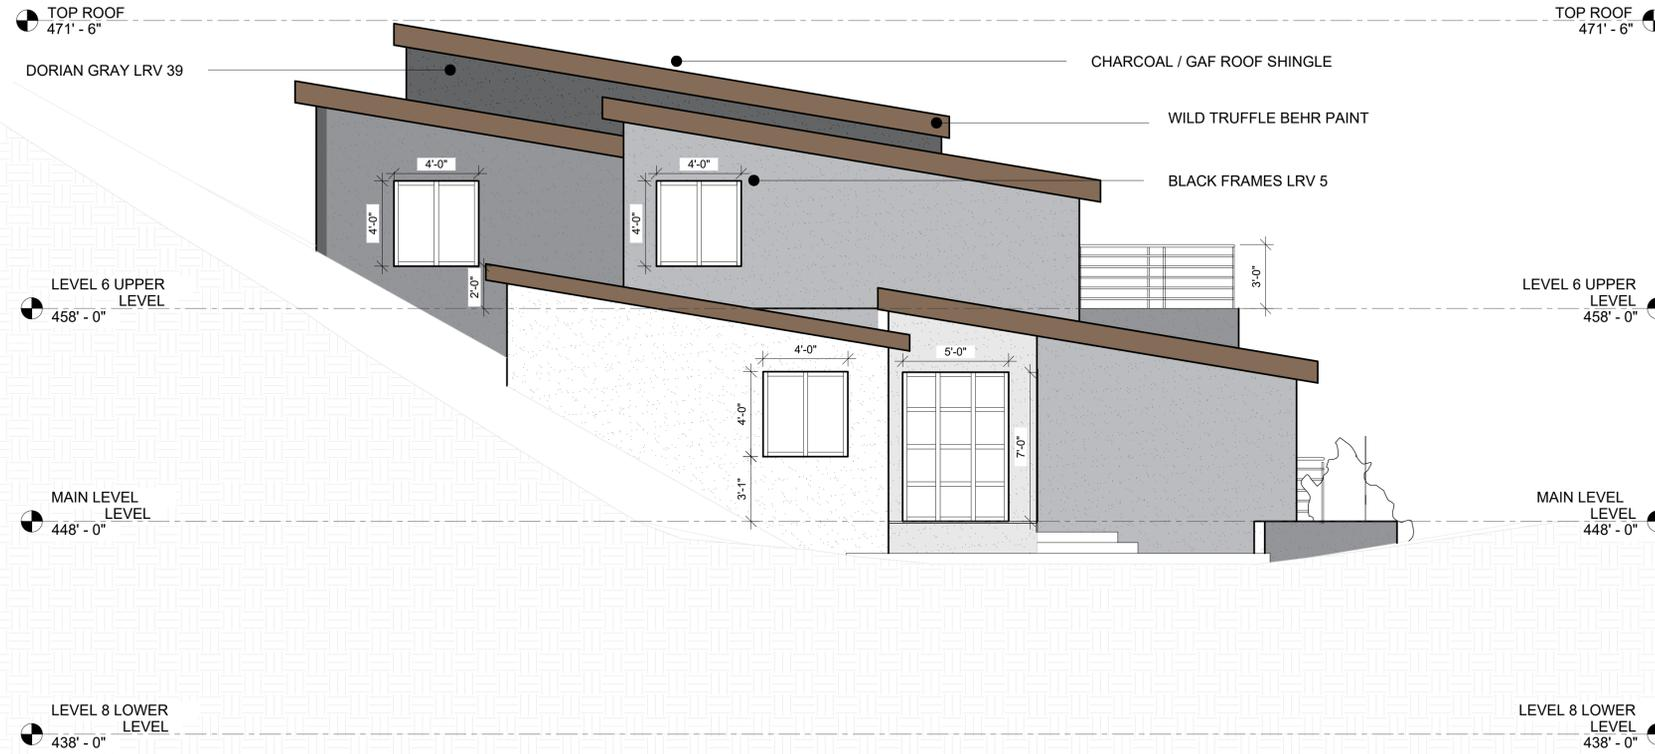 TOP ROOF
471' - 6"
TOP ROOF
471' - 6"
DORIAN GRAY LRV 39
CHARCOAL / GAF ROOF SHINGLE
WILD TRUFFLE BEHR PAINT
BLACK FRAMES LRV 5
4'-0"
4'-0"
4'-0"
4'-0"
2'-0"
3'-0"
LEVEL 6 UPPER
LEVEL
458' - 0"
LEVEL 6 UPPER
LEVEL
458' - 0"
4'-0"
5'-0"
4'-0"
7'-0"
3'-1"
MAIN LEVEL
LEVEL
448' - 0"
MAIN LEVEL
LEVEL
448' - 0"
LEVEL 8 LOWER
LEVEL
438' - 0"
LEVEL 8 LOWER
LEVEL
438' - 0"